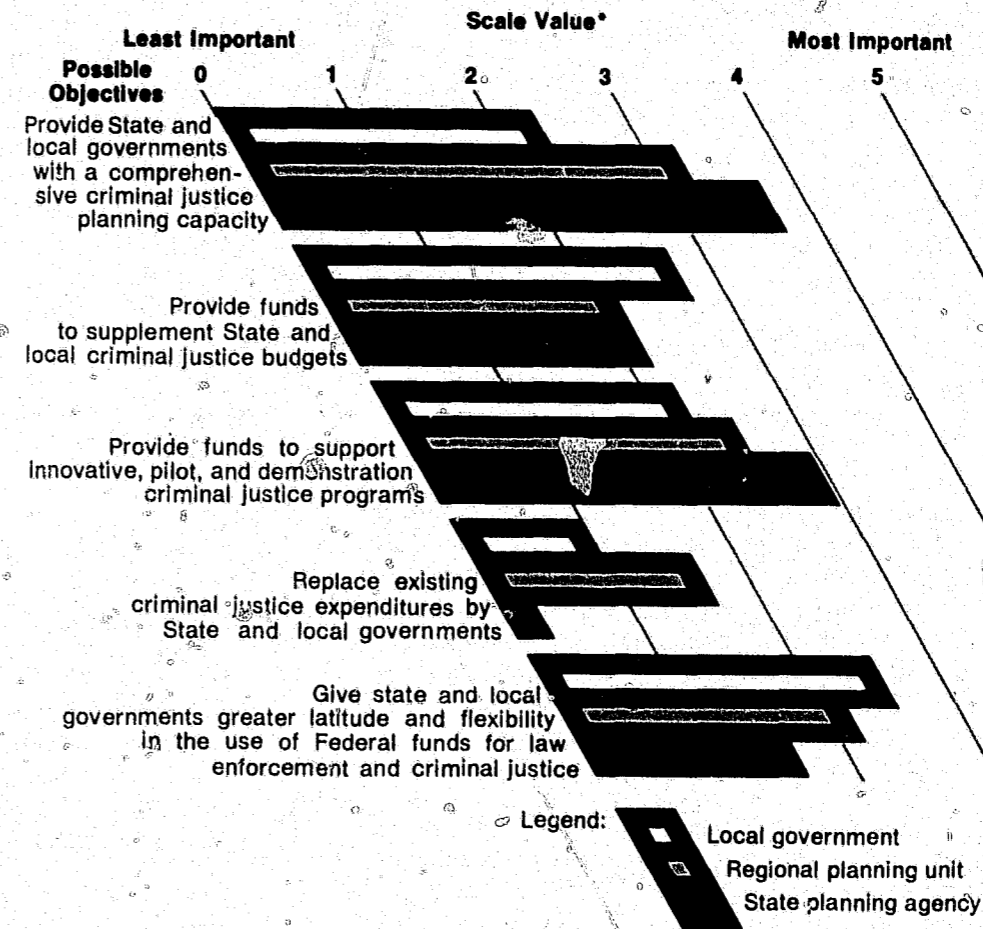 Scale Value*
Least Important
Most Important
Possible
Objectives
0 1 2 3 4 5
Provide State and
local governments
with a comprehen-
sive criminal justice
planning capacity
Provide funds
to supplement State and
local criminal justice budgets
Provide funds to support
innovative, pilot, and demonstration
criminal justice programs
Replace existing
criminal justice expenditures by
State and local governments
Give state and local
governments greater latitude and flexibility
in the use of Federal funds for law
enforcement and criminal justice
Legend:
Local government
Regional planning unit
State planning agency